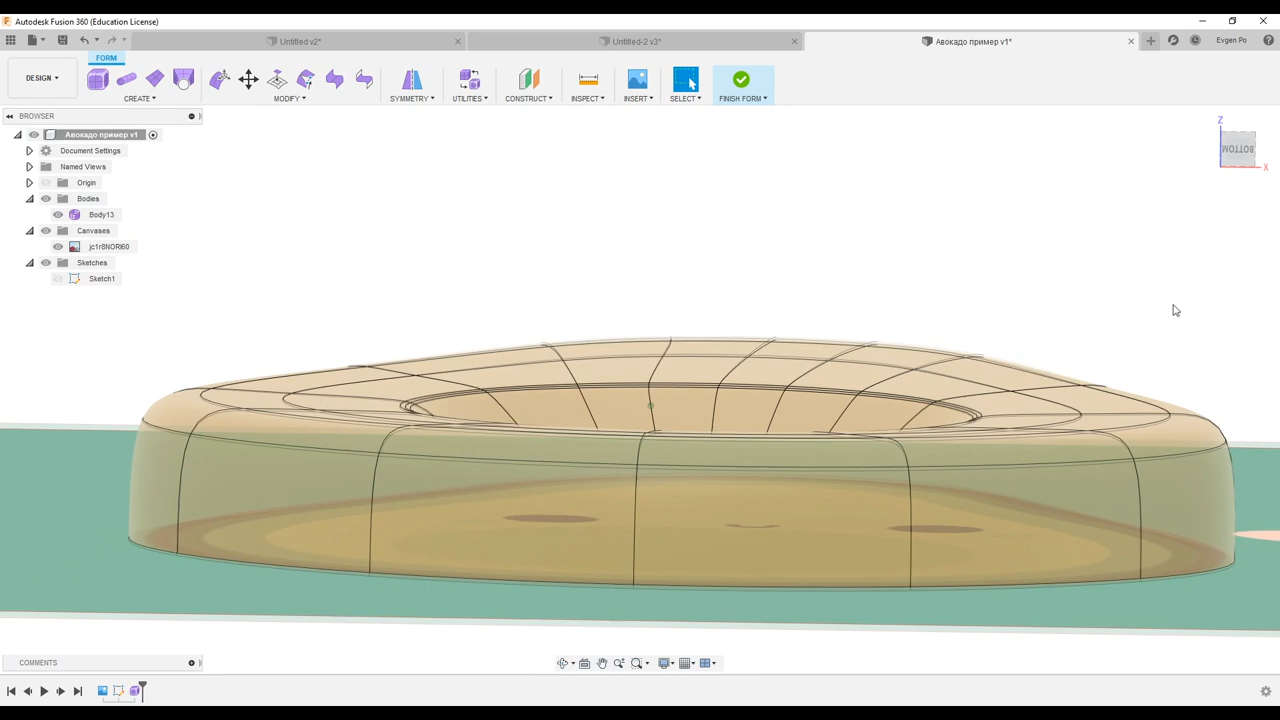 Autodesk Fusion 360 (Education License)
Untitled v2*
Untitled-2 v3*
Авокадо пример v1*
Evgen Po
DESIGN
FORM
CREATE
MODIFY
SYMMETRY
UTILITIES
CONSTRUCT
INSPECT
INSERT
SELECT
FINISH FORM
BROWSER
Авокадо пример v1
Document Settings
Named Views
Origin
Bodies
Body13
Canvases
jc1r8NORl60
Sketches
Sketch1
Z
BOTTOM
X
COMMENTS